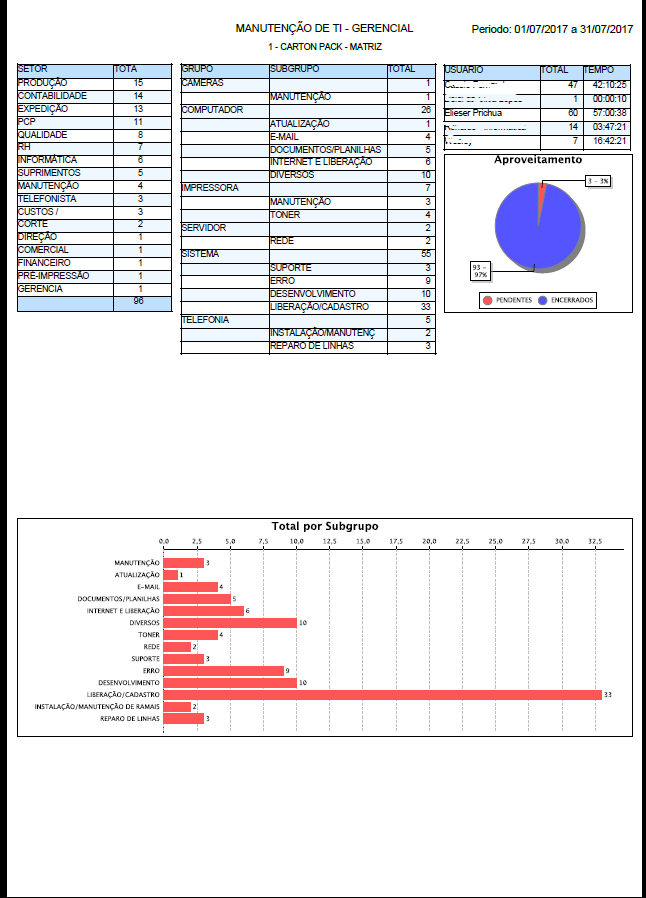 MANUTENÇÃO DE TI - GERENCIAL
Periodo: 01/07/2017 a 31/07/2017
1 - CARTON PACK - MATRIZ
SETOR TOTA
PRODUÇÃO 15
CONTABILIDADE 14
EXPEDIÇÃO 13
PCP 11
QUALIDADE 8
RH 7
INFORMÁTICA 6
SUPRIMENTOS 5
MANUTENÇÃO 4
TELEFONISTA 3
CUSTOS / 3
CORTE 2
DIREÇÃO 1
COMERCIAL 1
FINANCEIRO 1
PRÉ-IMPRESSÃO 1
GERENCIA 1
96
GRUPO SUBGRUPO TOTAL
CAMERAS 1
MANUTENÇÃO 1
COMPUTADOR 26
ATUALIZAÇÃO 1
E-MAIL 4
DOCUMENTOS/PLANILHAS 5
INTERNET E LIBERAÇÃO 6
DIVERSOS 10
IMPRESSORA 7
MANUTENÇÃO 3
TONER 4
SERVIDOR 2
REDE 2
SISTEMA 55
SUPORTE 3
ERRO 9
DESENVOLVIMENTO 10
LIBERAÇÃO/CADASTRO 33
TELEFONIA 5
INSTALAÇÃO/MANUTENÇ 2
REPARO DE LINHAS 3
USUARIO TOTAL TEMPO
47 42:10:25
1 00:00:10
Elieser Prichua 60 57:00:38
14 03:47:21
7 16:42:21
Aproveitamento
3 - 3%
93 -
97%
PENDENTES ENCERRADOS
Total por Subgrupo
0,0 2,5 5,0 7,5 10,0 12,5 15,0 17,5 20,0 22,5 25,0 27,5 30,0 32,5
MANUTENÇÃO 3
ATUALIZAÇÃO 1
E-MAIL 4
DOCUMENTOS/PLANILHAS 5
INTERNET E LIBERAÇÃO 6
DIVERSOS 10
TONER 4
REDE 2
SUPORTE 3
ERRO 9
DESENVOLVIMENTO 10
LIBERAÇÃO/CADASTRO 33
INSTALAÇÃO/MANUTENÇÃO DE RAMAIS 2
REPARO DE LINHAS 3